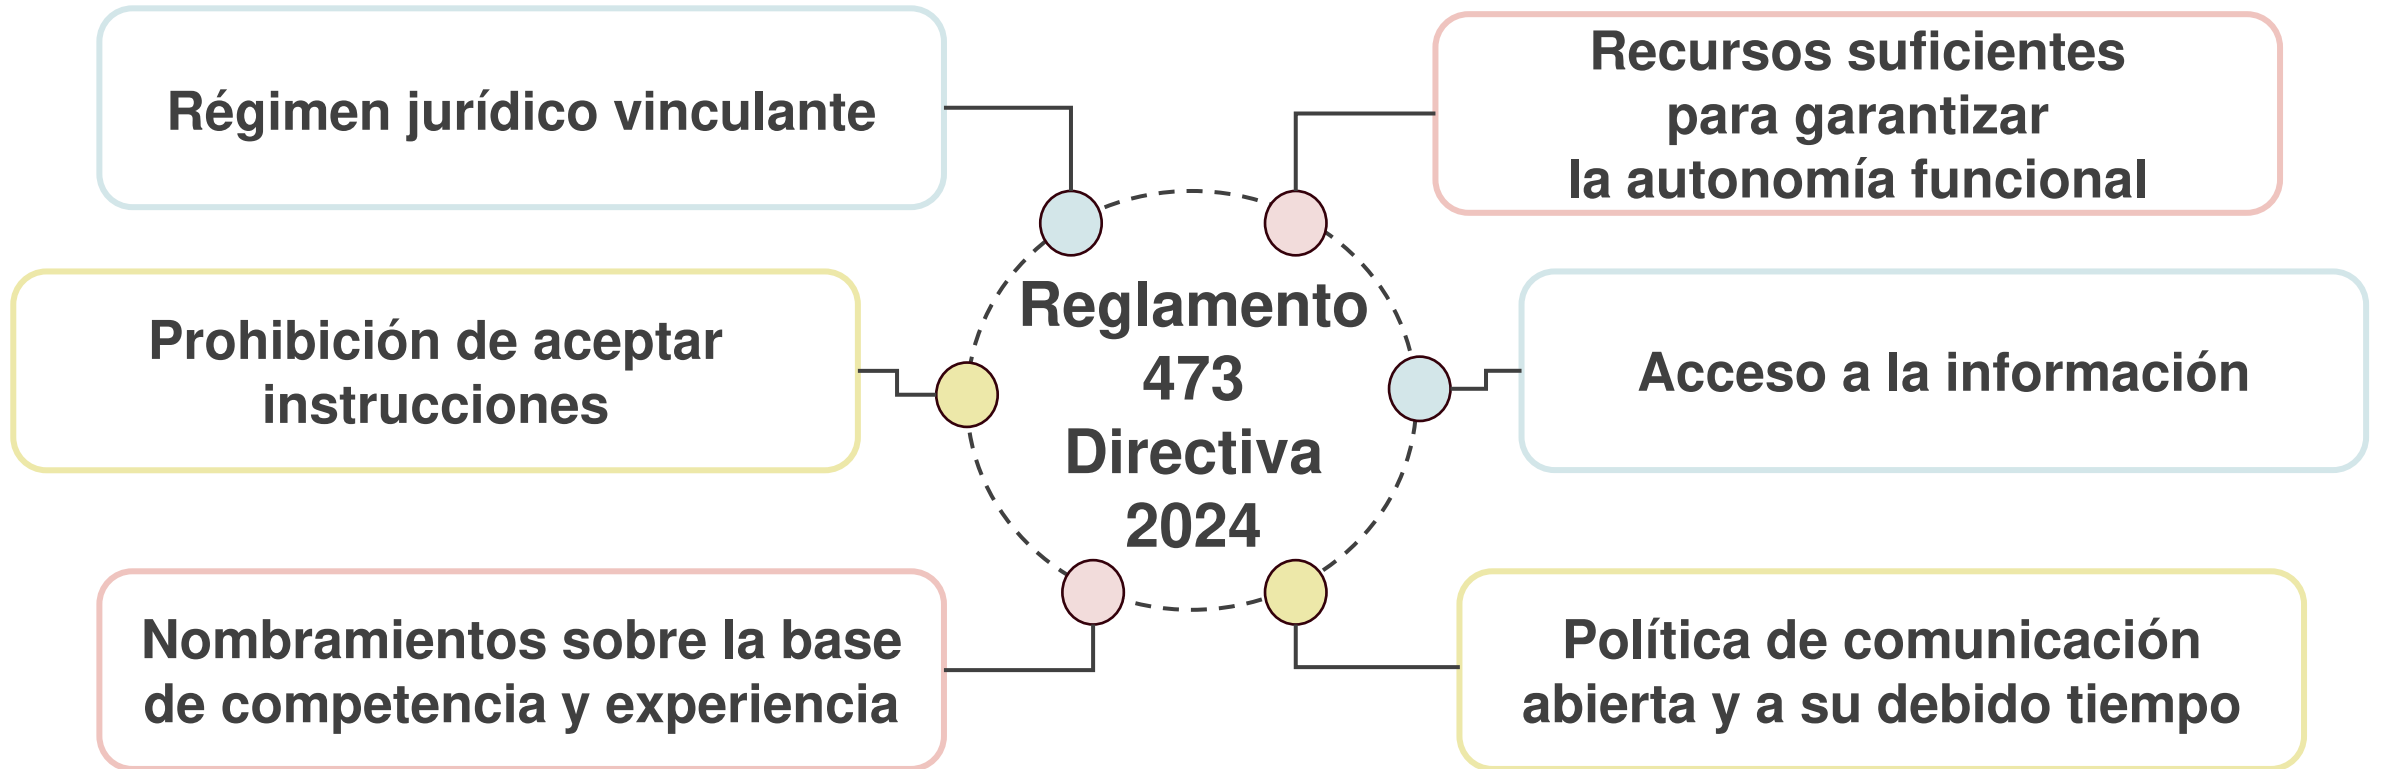 Régimen jurídico vinculante
Recursos suficientes
para garantizar
la autonomía funcional
Prohibición de aceptar
instrucciones
Reglamento
473
Directiva
2024
Acceso a la información
Nombramientos sobre la base
de competencia y experiencia
Política de comunicación
abierta y a su debido tiempo